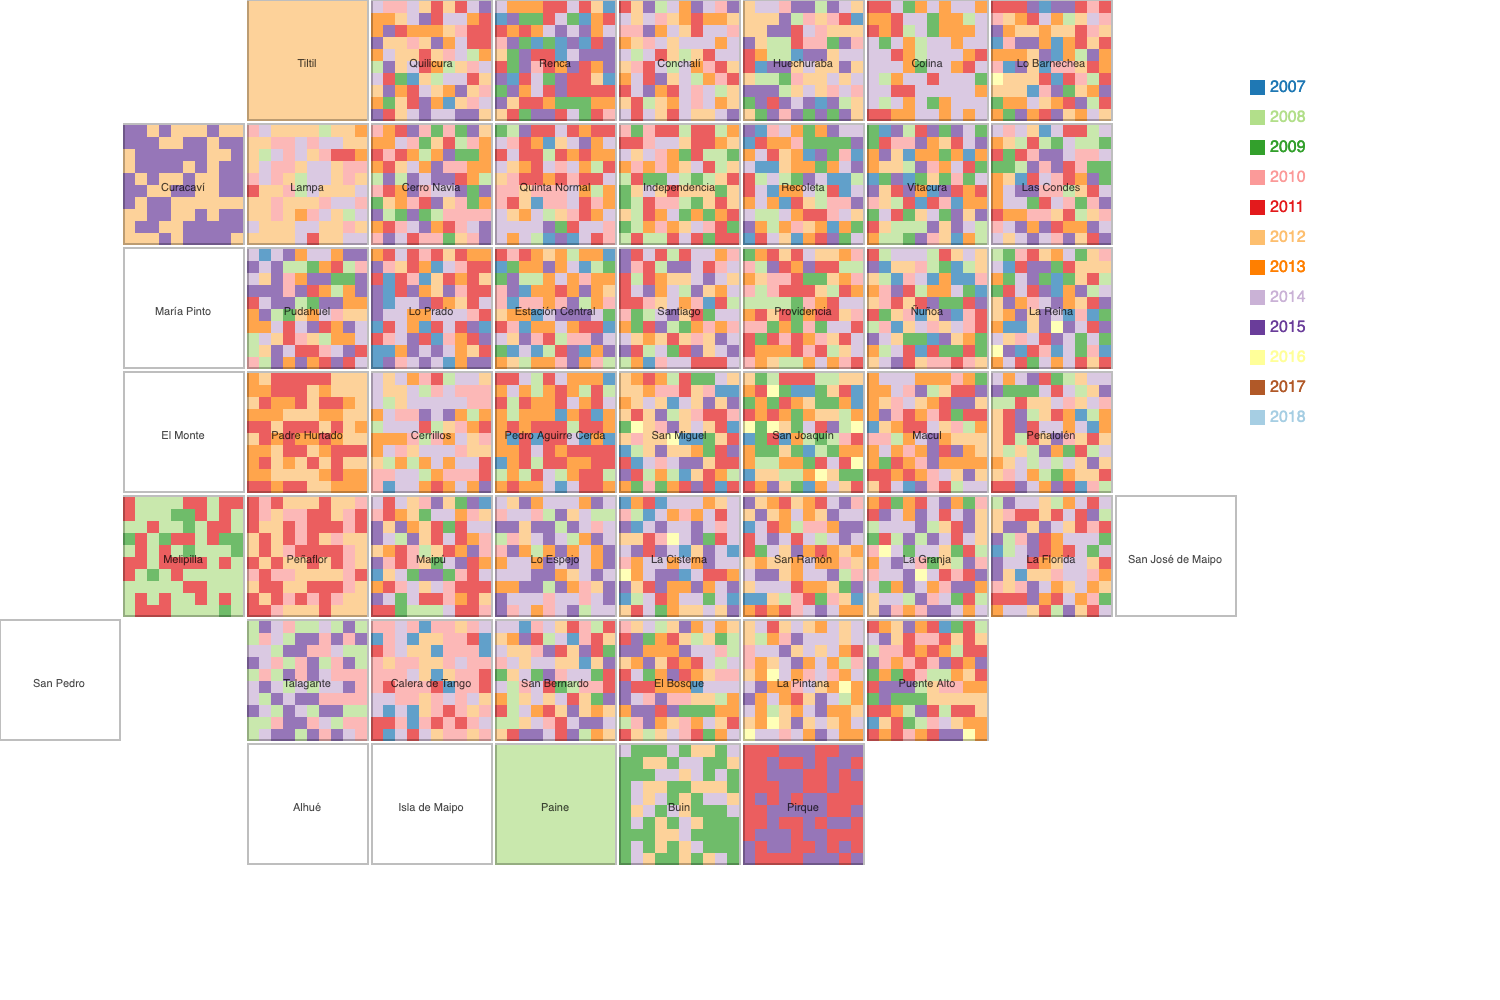 Tiltil
Quilicura
Renca
Conchalí
Huechuraba
Colina
Lo Barnechea
Curacaví
Lampa
Cerro Navia
Quinta Normal
Independencia
Recoleta
Vitacura
Las Condes
María Pinto
Pudahuel
Lo Prado
Estación Central
Santiago
Providencia
Ñuñoa
La Reina
El Monte
Padre Hurtado
Cerrillos
Pedro Aguirre Cerda
San Miguel
San Joaquín
Macul
Peñalolén
Melipilla
Peñaflor
Maipú
Lo Espejo
La Cisterna
San Ramón
La Granja
La Florida
San José de Maipo
San Pedro
Talagante
Calera de Tango
San Bernardo
El Bosque
La Pintana
Puente Alto
Alhué
Isla de Maipo
Paine
Buin
Pirque
2007
2008
2009
2010
2011
2012
2013
2014
2015
2016
2017
2018